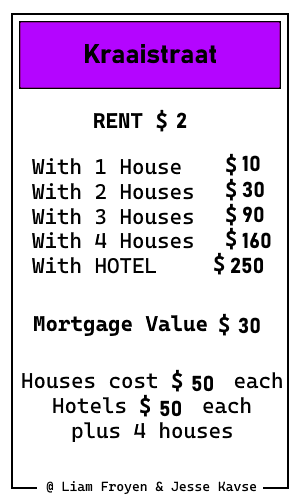 Kraaistraat
RENT $ 2
With 1 House $ 10
With 2 Houses $ 30
With 3 Houses $ 90
With 4 Houses $ 160
With HOTEL $ 250
Mortgage Value $ 30
Houses cost $ 50 each
Hotels $ 50 each
plus 4 houses
@ Liam Froyen & Jesse Kavse